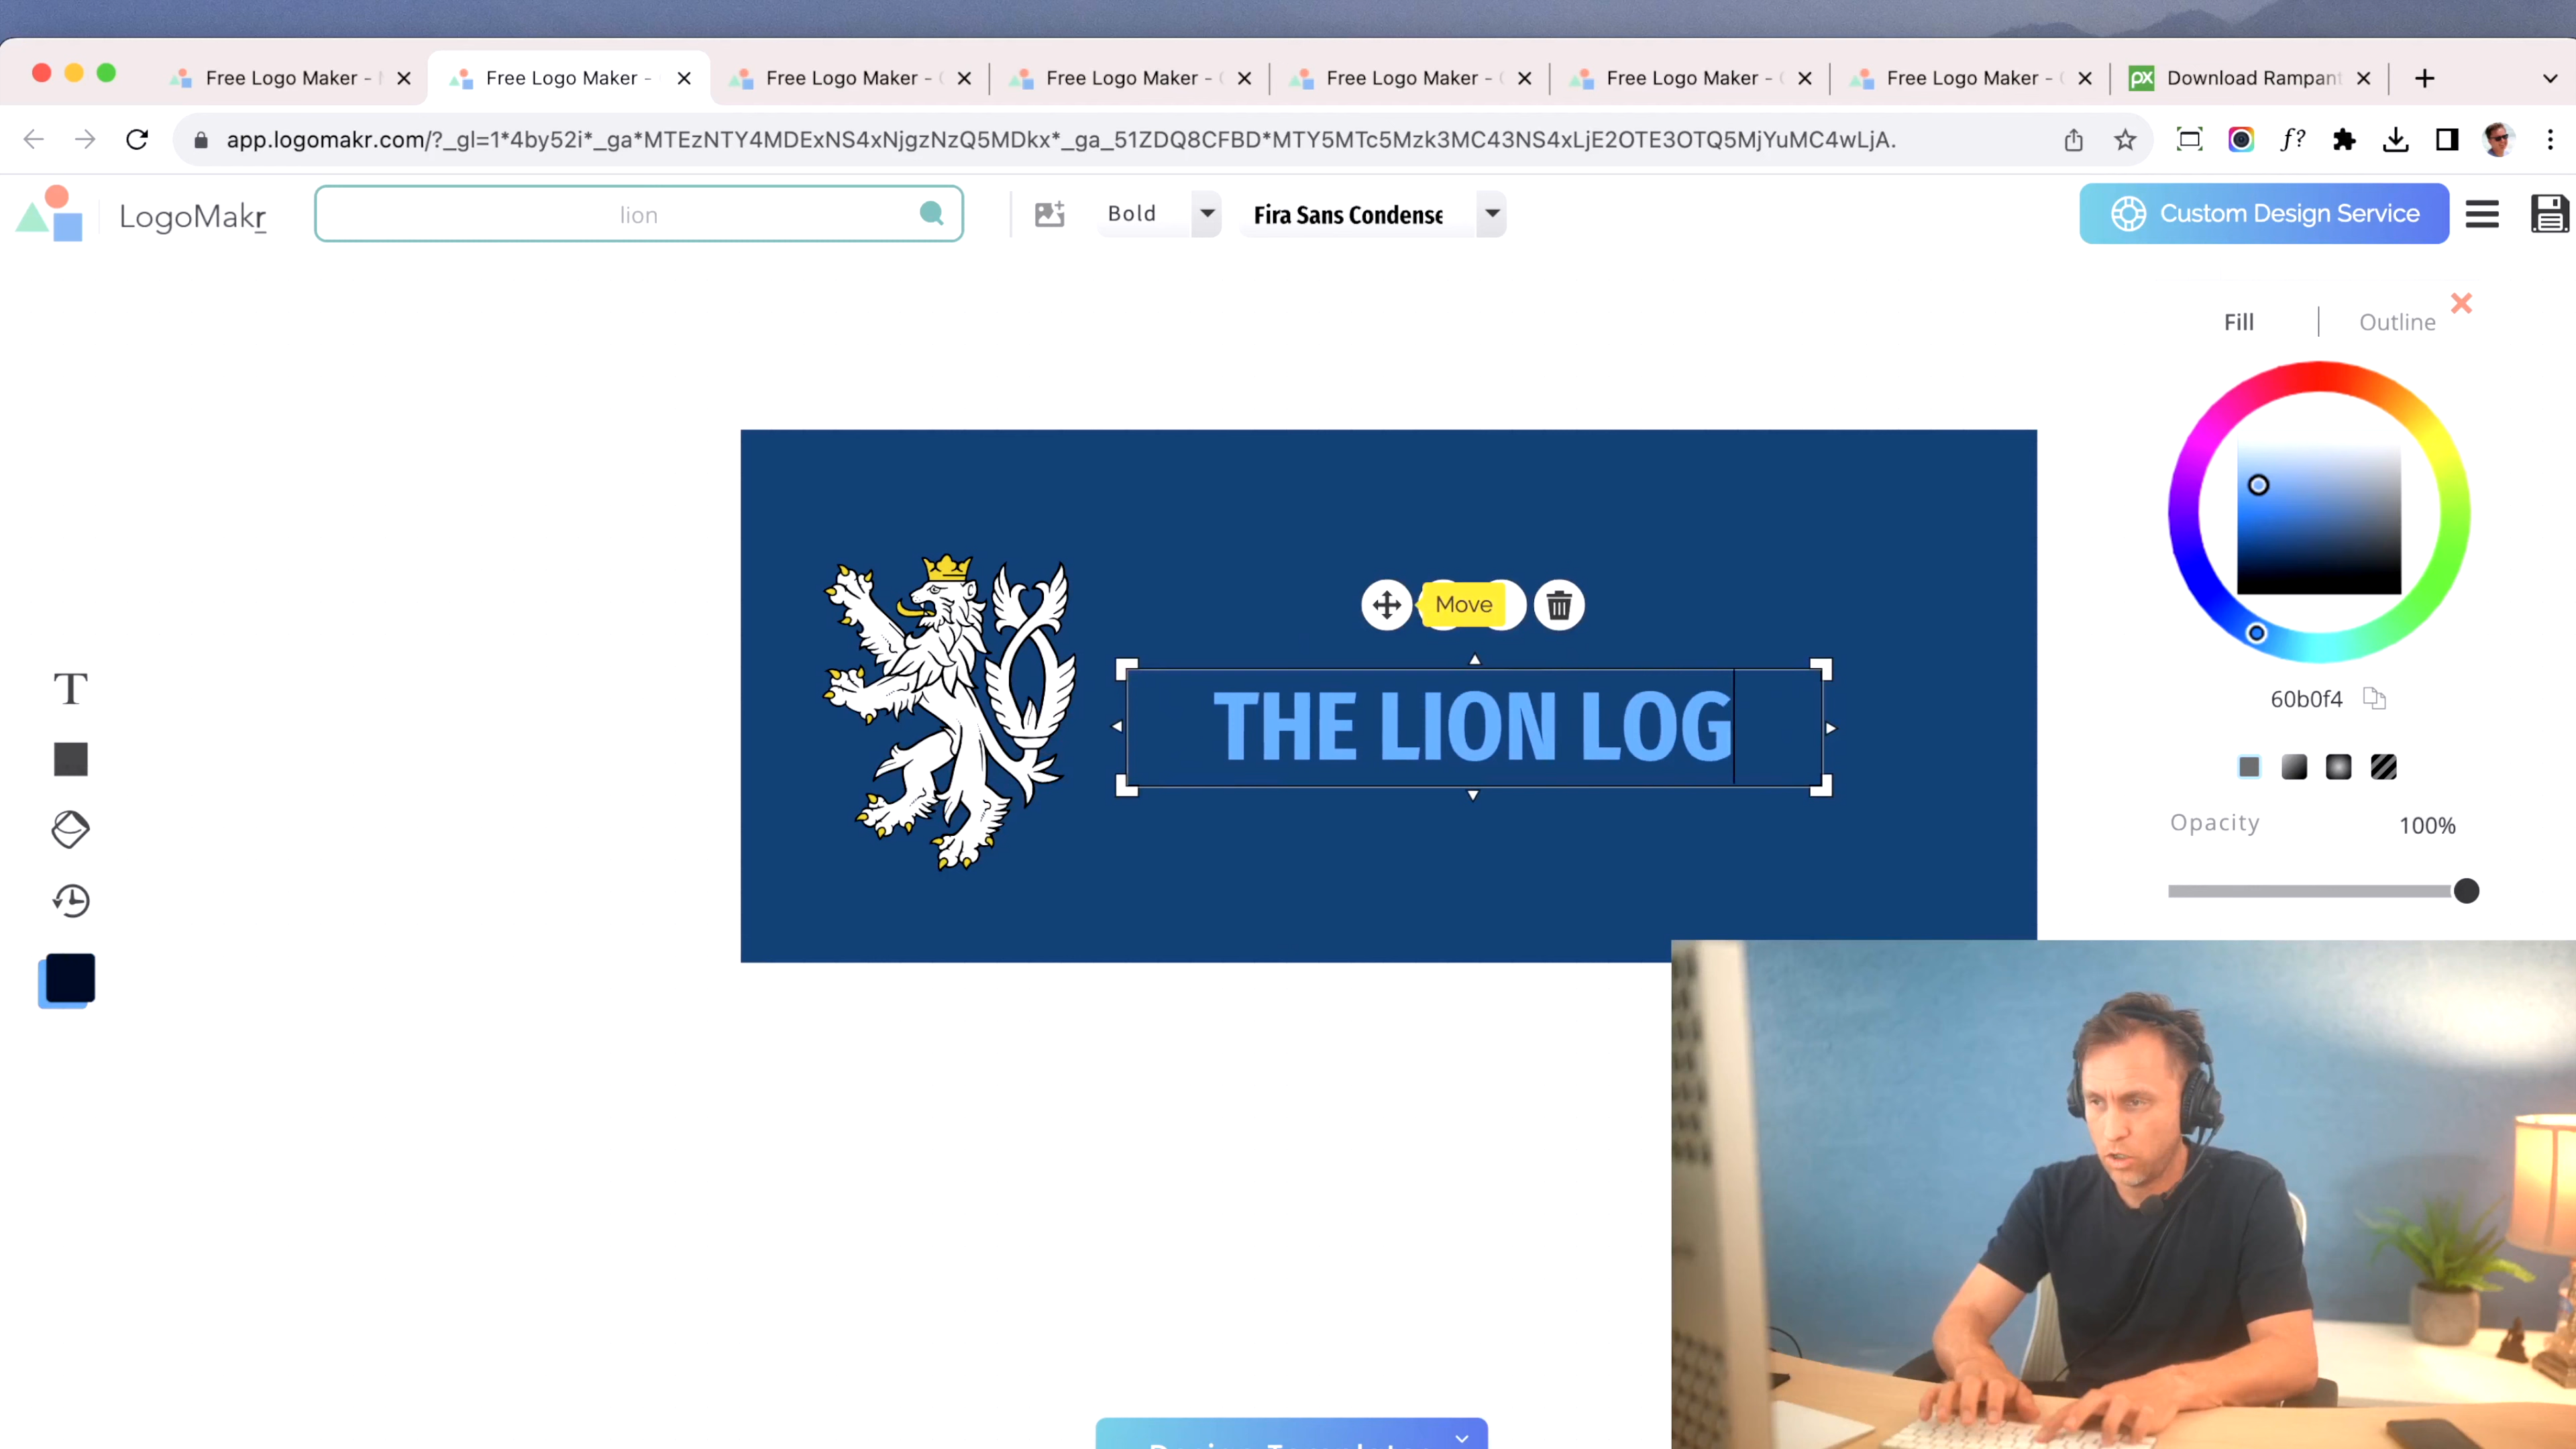 Free Logo Maker -
Free Logo Maker -
Free Logo Maker -
Free Logo Maker -
Free Logo Maker -
Free Logo Maker -
Free Logo Maker -
px Download Rampant
app.logomakr.com/?_gl=1*4by52i*_ga*MTEzNTY4MDExNS4xNjgzNzQ5MDkx*_ga_51ZDQ8CFBD*MTY5MTc5Mzk3MC43NS4xLjE2OTE3OTQ5MjYuMC4wLjA.
f?
LogoMakr
lion
Bold
Fira Sans Condense
Custom Design Service
Fill
Outline
Move
THE LION LOG
T
60b0f4
Opacity
100%